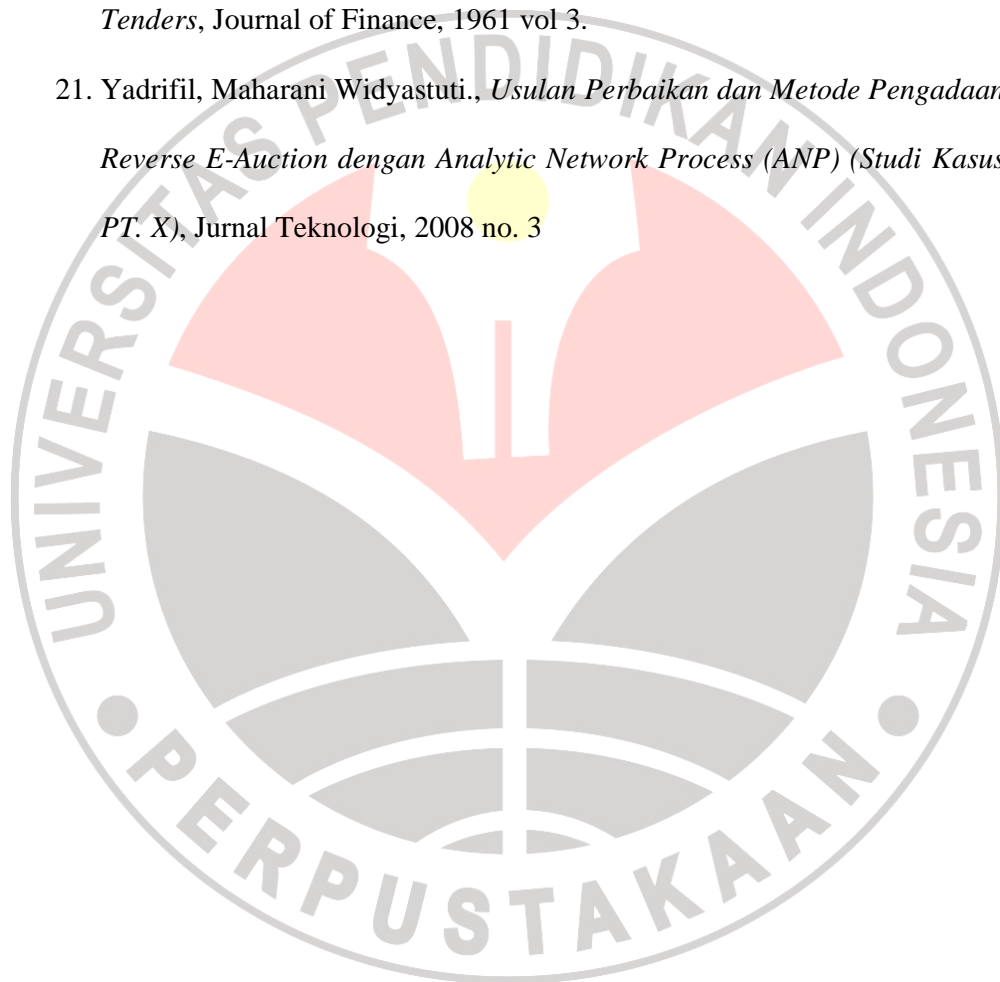 Tenders, Journal of Finance, 1961 vol 3.
21. Yadrifil, Maharani Widyastuti., Usulan Perbaikan dan Metode Pengadaan
Reverse E-Auction dengan Analytic Network Process (ANP) (Studi Kasus
PT. X), Jurnal Teknologi, 2008 no. 3
UNIVERSITAS PENDIDIKAN INDONESIA
PERPUSTAKAAN